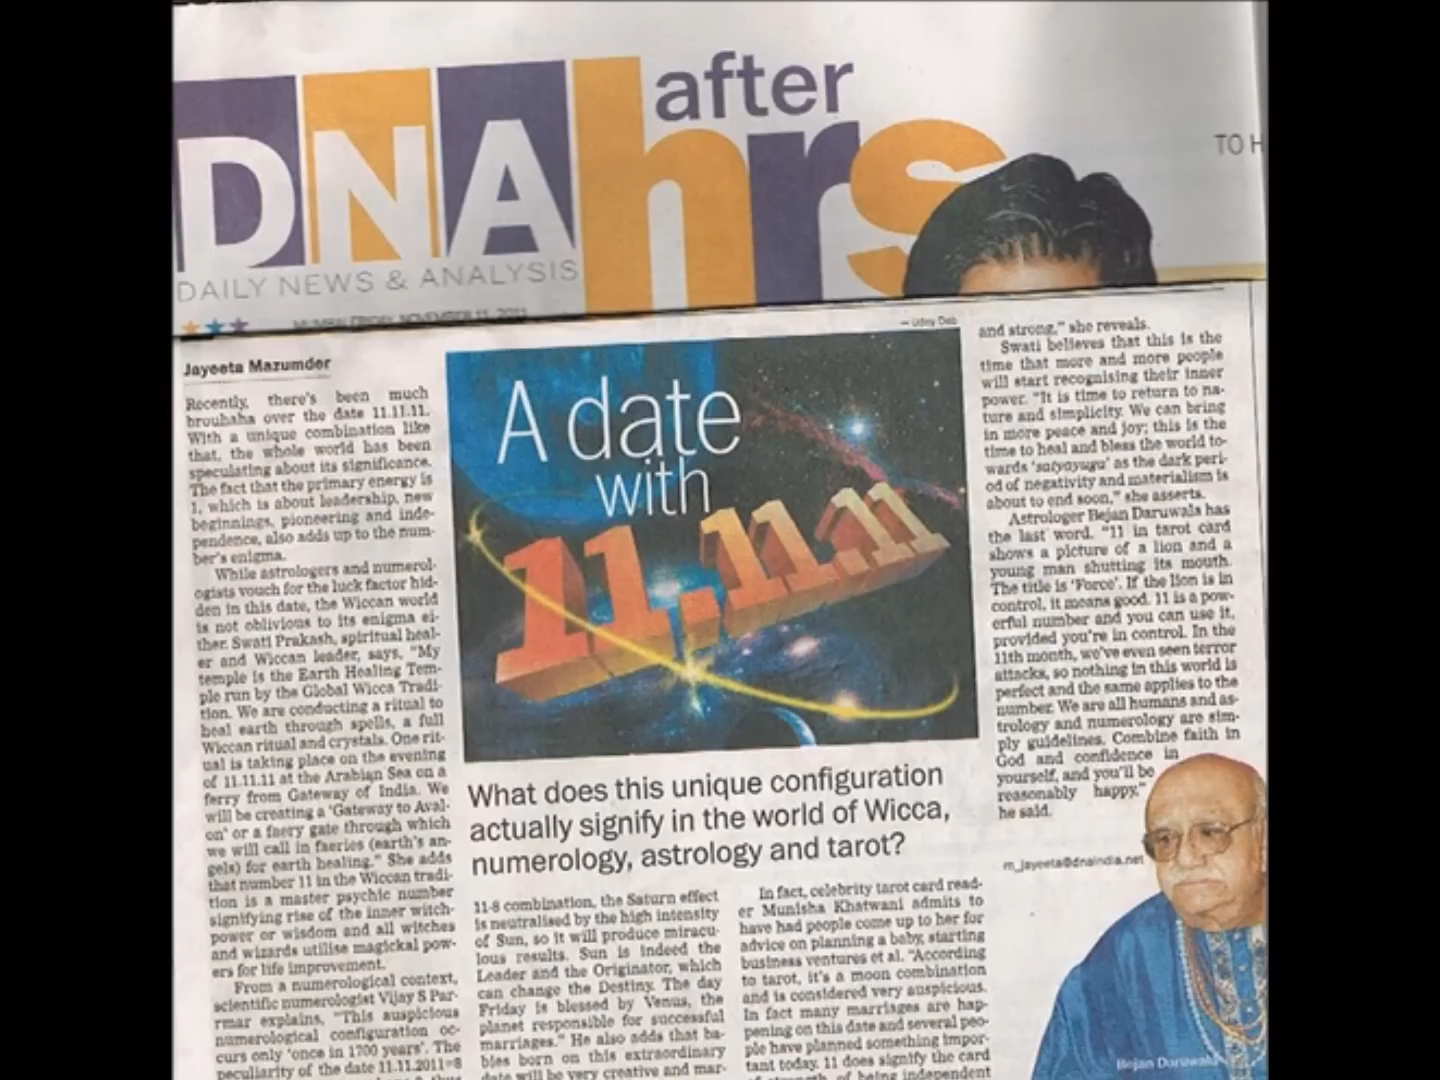 after
DNA hrs
TO H
DAILY NEWS & ANALYSIS
MUMBAI, FRIDAY, NOVEMBER 11, 2011
Jayeeta Mazumder
Recently, there's been much
brouhaha over the date 11.11.11.
With a unique combination like
that, the whole world has been
speculating about its significance.
The fact that the primary energy is
1, which is about leadership, new
beginnings, pioneering and inde-
pendence, also adds up to the num-
ber's enigma.
While astrologers and numerol-
ogists vouch for the luck factor hid-
den in this date, the Wiccan world
is not oblivious to its enigma ei-
ther. Swati Prakash, spiritual heal-
er and Wiccan leader, says, "My
temple is the Earth Healing Tem-
ple run by the Global Wicca Tradi-
tion. We are conducting a ritual to
heal earth through spells, a full
Wiccan ritual and crystals. One rit-
ual is taking place on the evening
of 11.11.11 at the Arabian Sea on a
ferry from Gateway of India. We
will be creating a 'Gateway to Aval-
on' or a faery gate through which
we will call in faeries (earth's an-
gels) for earth healing." She adds
that number 11 in the Wiccan tradi-
tion is a master psychic number
signifying rise of the inner witch-
power or wisdom and all witches
and wizards utilise magickal pow-
ers for life improvement.
From a numerological context,
scientific numerologist Vijay S Par-
rmar explains, "This auspicious
numerological configuration oc-
curs only 'once in 1700 years'. The
peculiarity of the date 11.11.2011=8
— Uday Deb
A date
with
11.11.11
What does this unique configuration
actually signify in the world of Wicca,
numerology, astrology and tarot?
11-8 combination, the Saturn effect
is neutralised by the high intensity
of Sun, so it will produce miracu-
lous results. Sun is indeed the
Leader and the Originator, which
can change the Destiny. The day
Friday is blessed by Venus, the
planet responsible for successful
marriages." He also adds that ba-
bies born on this extraordinary
date will be very creative and mar-
In fact, celebrity tarot card read-
er Munisha Khatwani admits to
have had people come up to her for
advice on planning a baby, starting
business ventures et al. "According
to tarot, it's a moon combination
and is considered very auspicious.
In fact many marriages are hap-
pening on this date and several peo-
ple have planned something impor-
tant today. 11 does signify the card
of strength, of being independent
and strong," she reveals.
Swati believes that this is the
time that more and more people
will start recognising their inner
power. "It is time to return to na-
ture and simplicity. We can bring
in more peace and joy; this is the
time to heal and bless the world to-
wards 'satyayuga' as the dark peri-
od of negativity and materialism is
about to end soon," she asserts.
Astrologer Bejan Daruwala has
the last word. "11 in tarot card
shows a picture of a lion and a
young man shutting its mouth.
The title is 'Force'. If the lion is in
control, it means good. 11 is a pow-
erful number and you can use it,
provided you're in control. In the
11th month, we've even seen terror
attacks, so nothing in this world is
perfect and the same applies to the
number. We are all humans and as-
trology and numerology are sim-
ply guidelines. Combine faith in
God and confidence in
yourself, and you'll be
reasonably happy,"
he said.
m_jayeeta@dnaindia.net
Bejan Daruwala